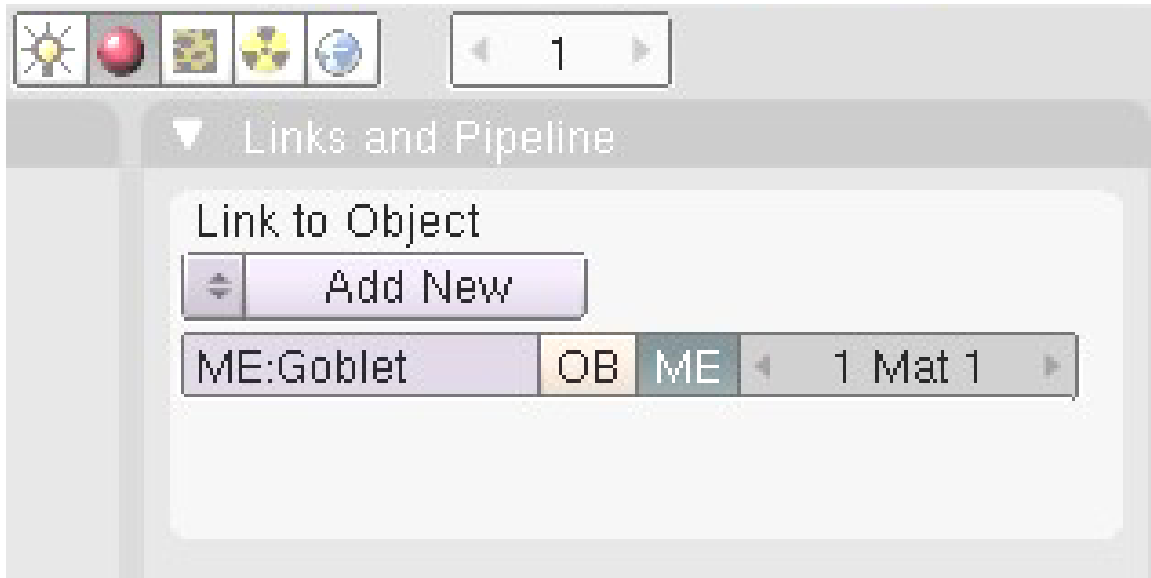 1
Links and Pipeline
Link to Object
Add New
ME:Goblet OB ME 1 Mat 1